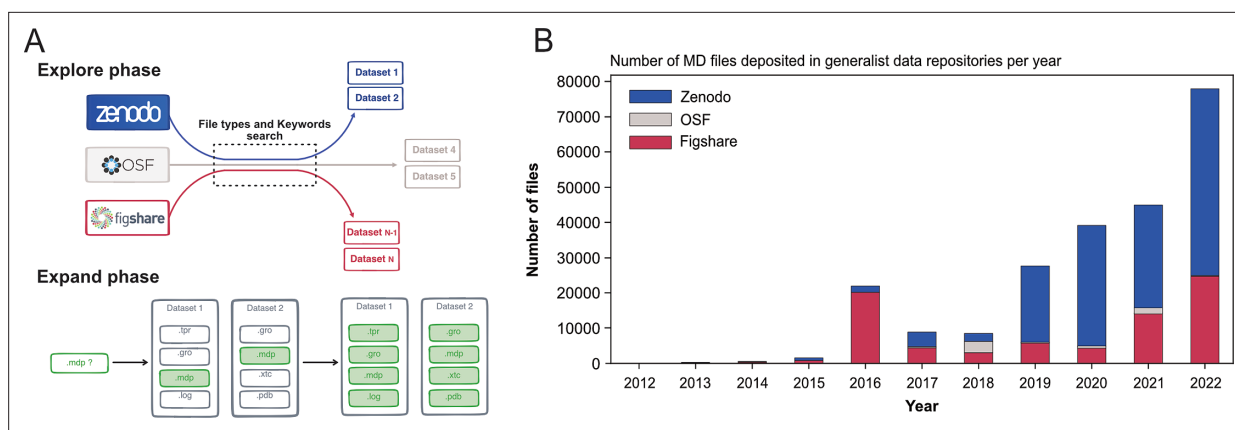 A
Explore phase
zenodo
OSF
figshare
File types and Keywords
search
Dataset 1
Dataset 2
Dataset 4
Dataset 5
Dataset N-1
Dataset N
Expand phase
.mdp ?
Dataset 1
.tpr
.gro
.mdp
.log
Dataset 2
.gro
.mdp
.xtc
.pdb
Dataset 1
.tpr
.gro
.mdp
.log
Dataset 2
.gro
.mdp
.xtc
.pdb
B
Number of MD files deposited in generalist data repositories per year
Zenodo
OSF
Figshare
Number of files
80000
70000
60000
50000
40000
30000
20000
10000
0
2012 2013 2014 2015 2016 2017 2018 2019 2020 2021 2022
Year